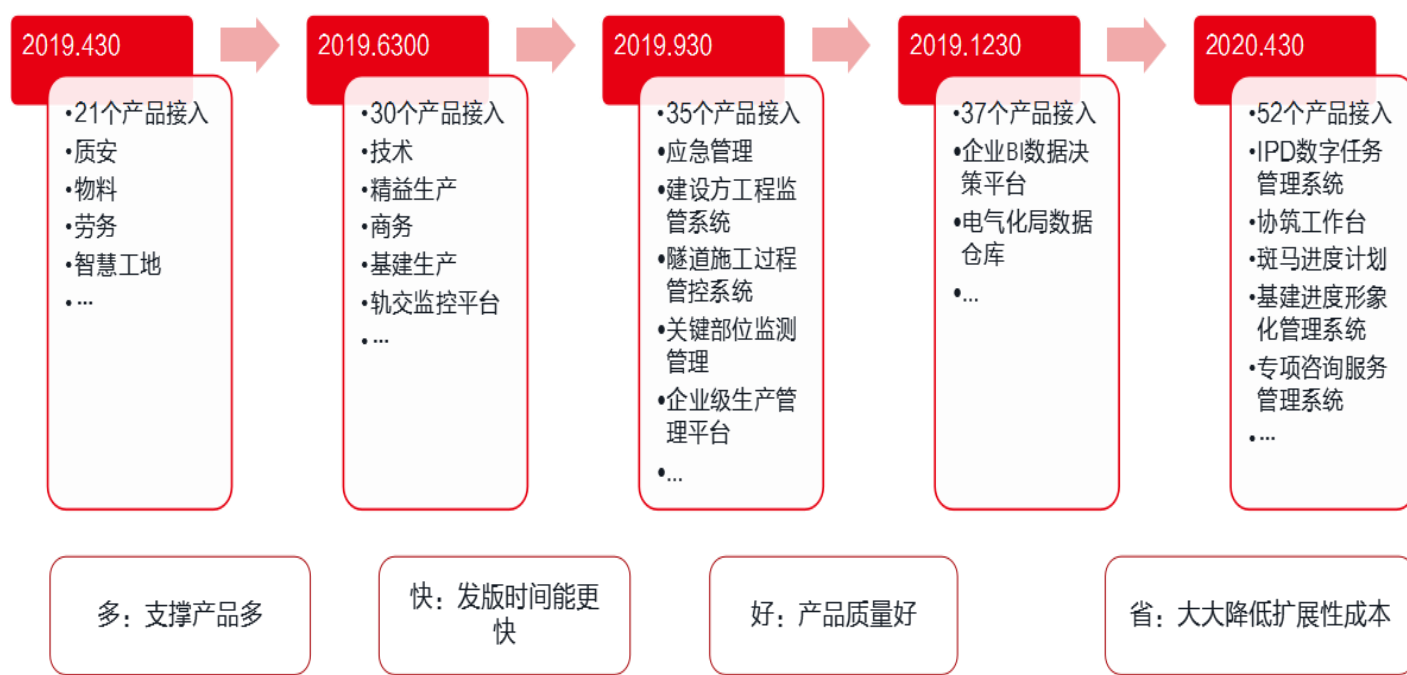 2019.430
•21个产品接入
•质安
•物料
•劳务
•智慧工地
•…
2019.6300
•30个产品接入
•技术
•精益生产
•商务
•基建生产
•轨交监控平台
•…
2019.930
•35个产品接入
•应急管理
•建设方工程监
管系统
•隧道施工过程
管控系统
•关键部位监测
管理
•企业级生产管
理平台
•...
2019.1230
•37个产品接入
•企业BI数据决
策平台
•电气化局数据
仓库
•...
2020.430
•52个产品接入
•IPD数字任务
管理系统
•协筑工作台
•斑马进度计划
•基建进度形象
化管理系统
•专项咨询服务
管理系统
•…
多：支撑产品多
快：发版时间能更
快
好：产品质量好
省：大大降低扩展性成本